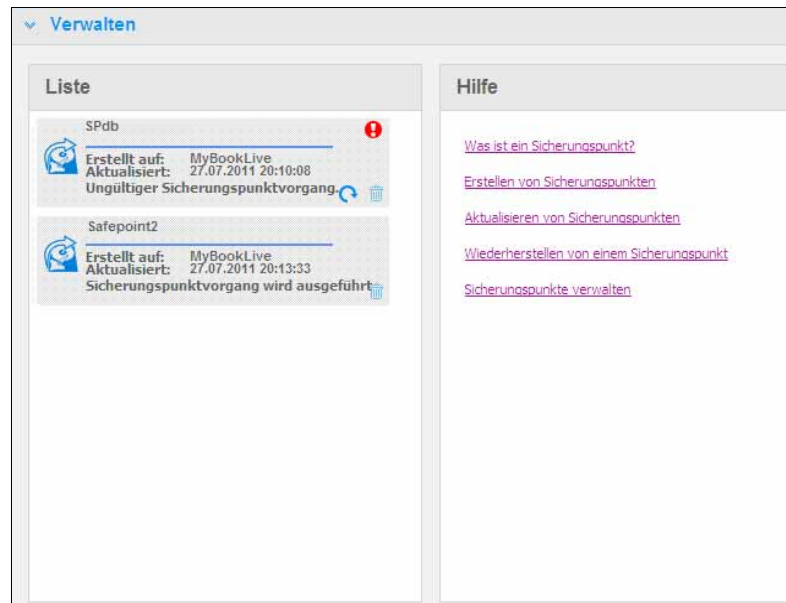 Verwalten
Liste
SPdb
Erstellt auf: MyBookLive
Aktualisiert: 27.07.2011 20:10:08
Ungültiger Sicherungspunktvorgang.
Safepoint2
Erstellt auf: MyBookLive
Aktualisiert: 27.07.2011 20:13:33
Sicherungspunktvorgang wird ausgeführt
Hilfe
Was ist ein Sicherungspunkt?
Erstellen von Sicherungspunkten
Aktualisieren von Sicherungspunkten
Wiederherstellen von einem Sicherungspunkt
Sicherungspunkte verwalten